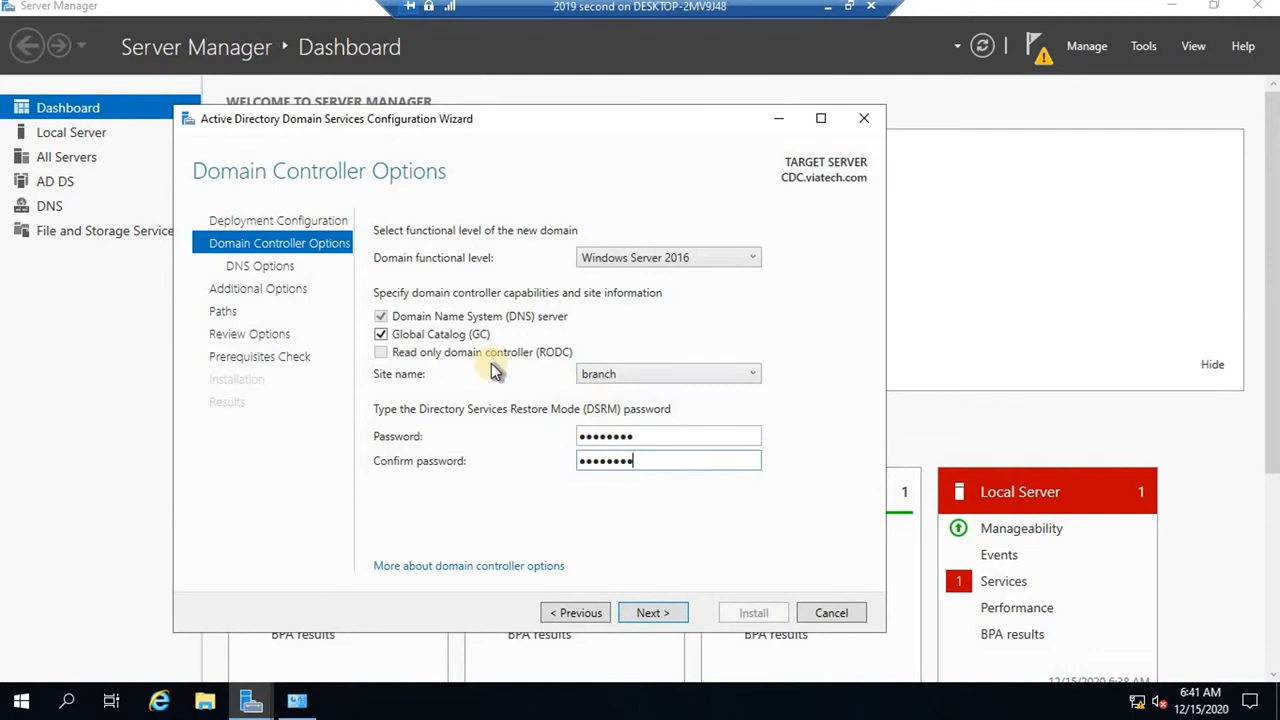 Server Manager
2019 second on DESKTOP-2MV9J48
Server Manager ‣ Dashboard
Manage Tools View Help
Dashboard
Local Server
All Servers
AD DS
DNS
File and Storage Service
WELCOME TO SERVER MANAGER
Active Directory Domain Services Configuration Wizard
Domain Controller Options
TARGET SERVER
CDC.viatech.com
Deployment Configuration
Domain Controller Options
DNS Options
Additional Options
Paths
Review Options
Prerequisites Check
Installation
Results
Select functional level of the new domain
Domain functional level: Windows Server 2016
Specify domain controller capabilities and site information
Domain Name System (DNS) server
Global Catalog (GC)
Read only domain controller (RODC)
Site name: branch
Type the Directory Services Restore Mode (DSRM) password
Password: ●●●●●●●●
Confirm password: ●●●●●●●●
More about domain controller options
< Previous Next > Install Cancel
Hide
1
Local Server 1
Manageability
Events
1 Services
Performance
BPA results
BPA results BPA results BPA results
12/15/2020 6:38 AM
6:41 AM
12/15/2020